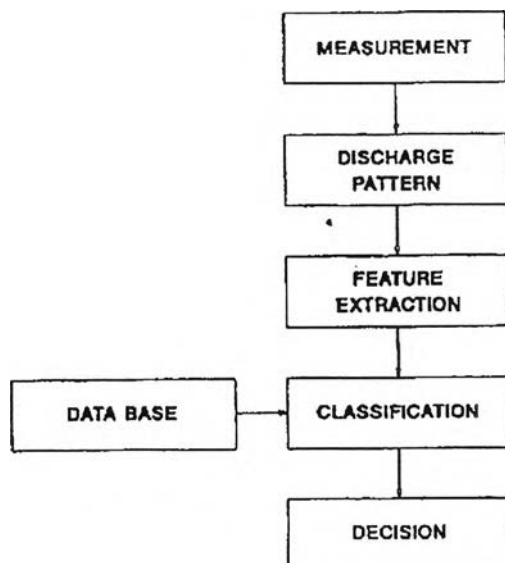 MEASUREMENT
DISCHARGE
PATTERN
FEATURE
EXTRACTION
DATA BASE
CLASSIFICATION
DECISION